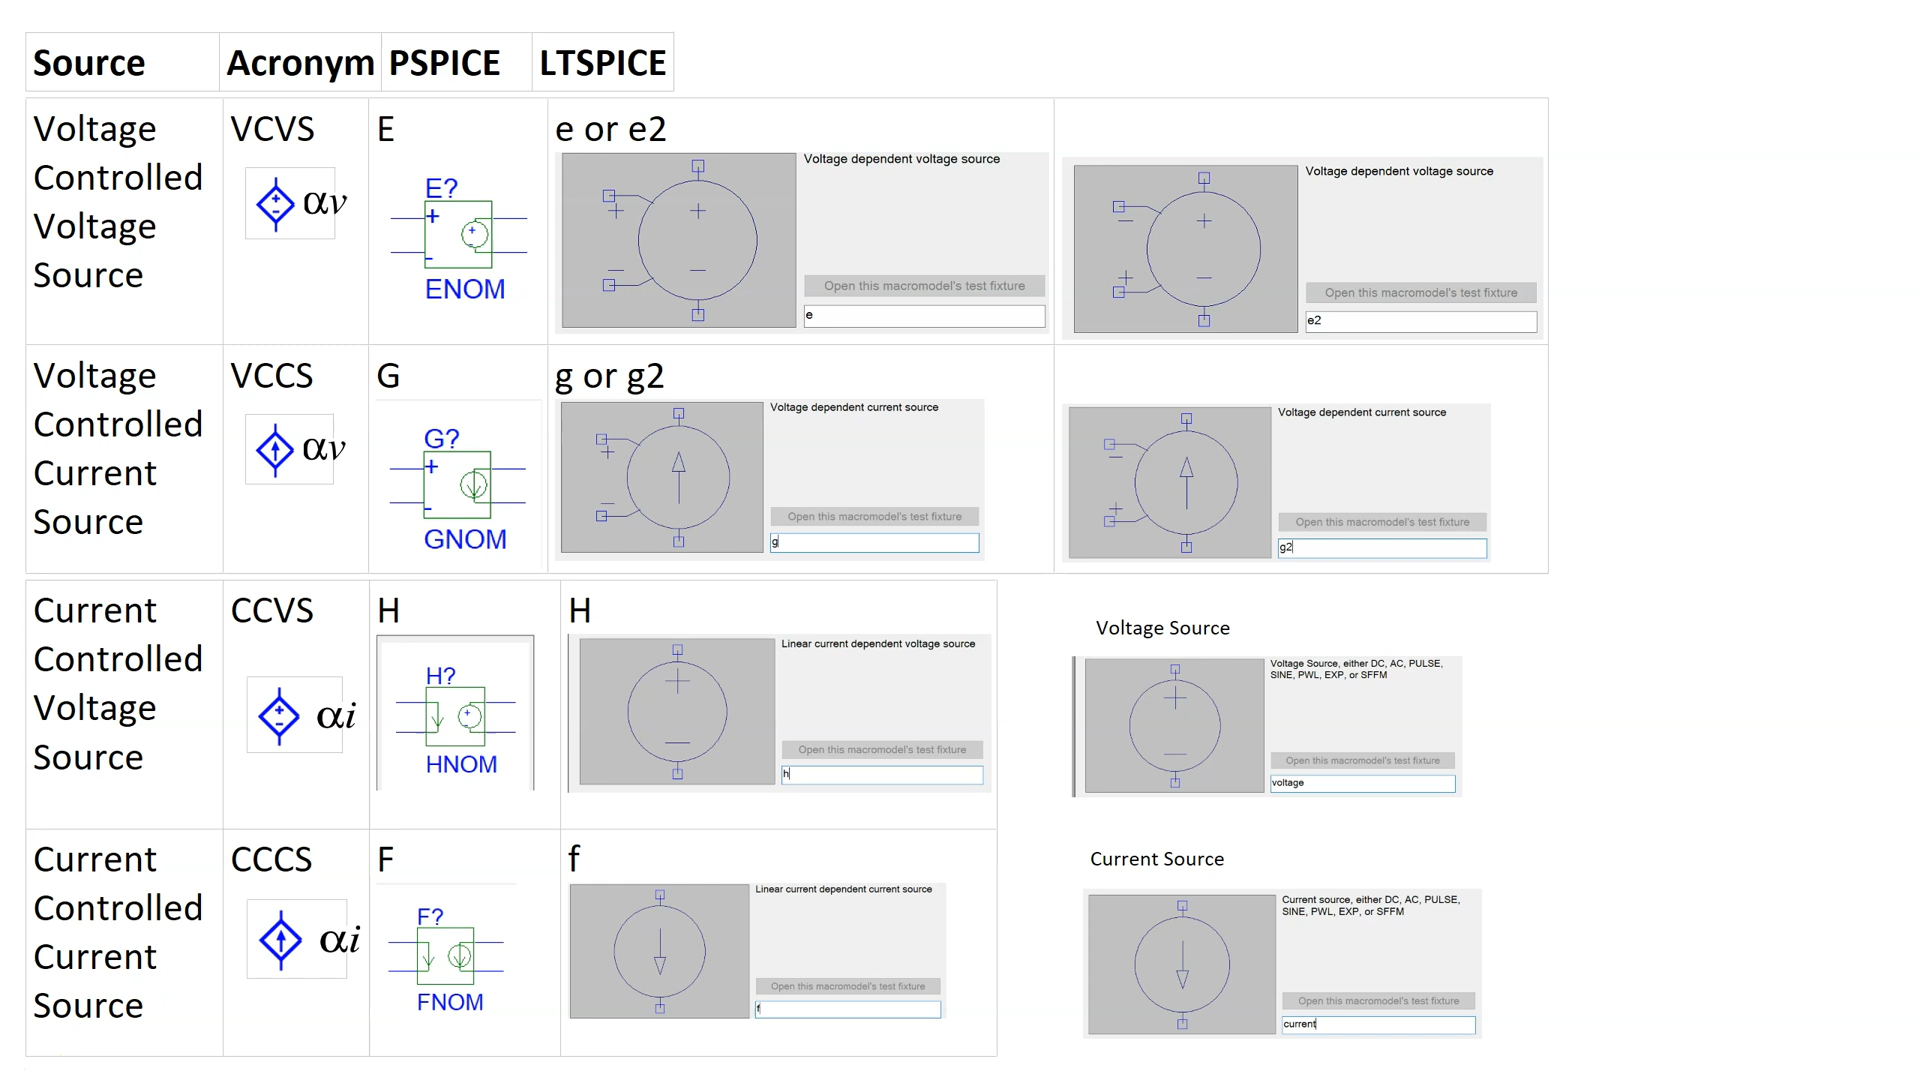 Source Acronym PSPICE LTSPICE
Voltage
Controlled
Voltage
Source
VCVS
αv
E
E?
+
-
+
-
ENOM
e or e2
+
+
—
—
Voltage dependent voltage source
Open this macromodel's test fixture
e
—
+
+
—
Voltage dependent voltage source
Open this macromodel's test fixture
e2
Voltage
Controlled
Current
Source
VCCS
αv
G
G?
+
-
GNOM
g or g2
+
—
Voltage dependent current source
Open this macromodel's test fixture
g
—
+
Voltage dependent current source
Open this macromodel's test fixture
g2
Current
Controlled
Voltage
Source
CCVS
αi
H
H?
+
-
HNOM
H
+
—
Linear current dependent voltage source
Open this macromodel's test fixture
h
Voltage Source
+
—
Voltage Source, either DC, AC, PULSE,
SINE, PWL, EXP, or SFFM
Open this macromodel's test fixture
voltage
Current
Controlled
Current
Source
CCCS
αi
F
F?
FNOM
f
Linear current dependent current source
Open this macromodel's test fixture
f
Current Source
Current source, either DC, AC, PULSE,
SINE, PWL, EXP, or SFFM
Open this macromodel's test fixture
current